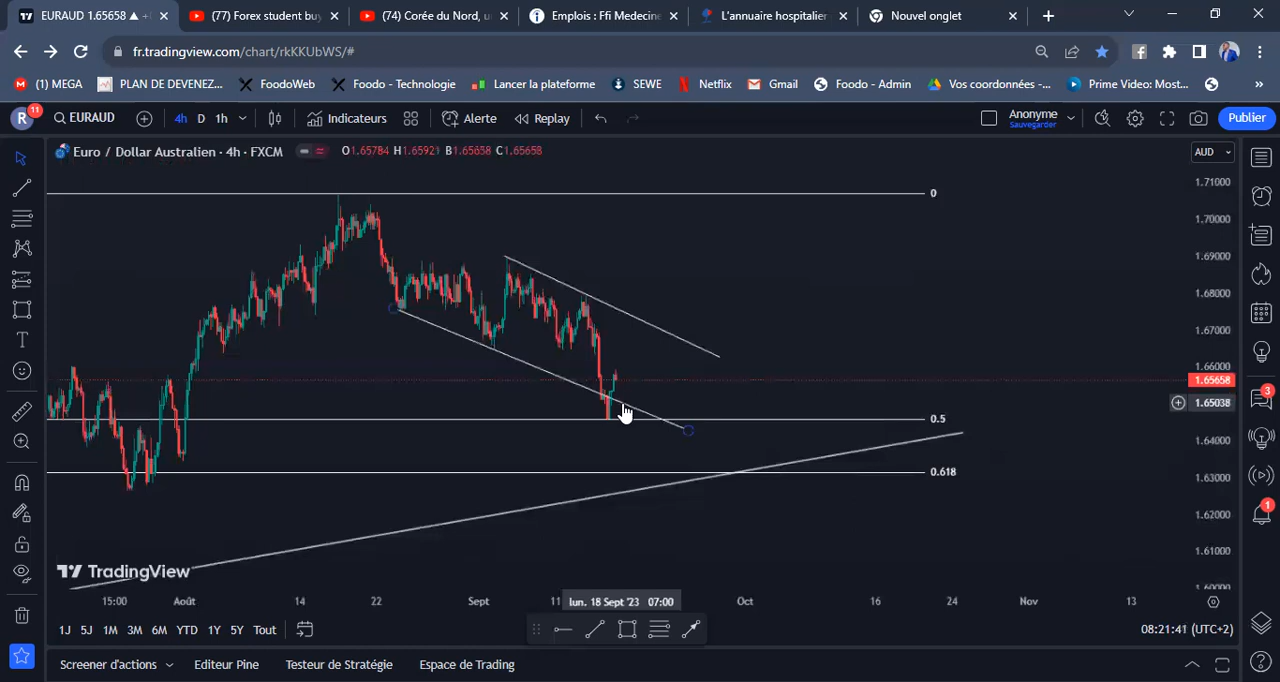 EURAUD 1.65658 ▲ +
(77) Forex student buy
(74) Corée du Nord, u
Emplois : Ffi Medecine
L'annuaire hospitalier
Nouvel onglet
fr.tradingview.com/chart/rkKKUbWS/#
(1) MEGA
PLAN DE DEVENEZ...
FoodoWeb
Foodo - Technologie
Lancer la plateforme
SEWE
Netflix
Gmail
Foodo - Admin
Vos coordonnées -...
Prime Video: Most...
»
R
11
EURAUD
4h
D
1h
Indicateurs
Alerte
Replay
Anonyme
Sauvegarder
Publier
Euro / Dollar Australien · 4h · FXCM
O1.65784 H1.65921 B1.65658 C1.65658
AUD
1.71000
0
1.70000
1.69000
1.68000
1.67000
1.66000
1.65658
1.65038
3
0.5
1.64000
0.618
1.63000
1.62000
1
1.61000
1.60000
TradingView
15:00
Août
14
22
Sept
11
lun. 18 Sept '23 07:00
Oct
16
24
Nov
13
1J
5J
1M
3M
6M
YTD
1Y
5Y
Tout
08:21:41 (UTC+2)
Screener d'actions
Editeur Pine
Testeur de Stratégie
Espace de Trading